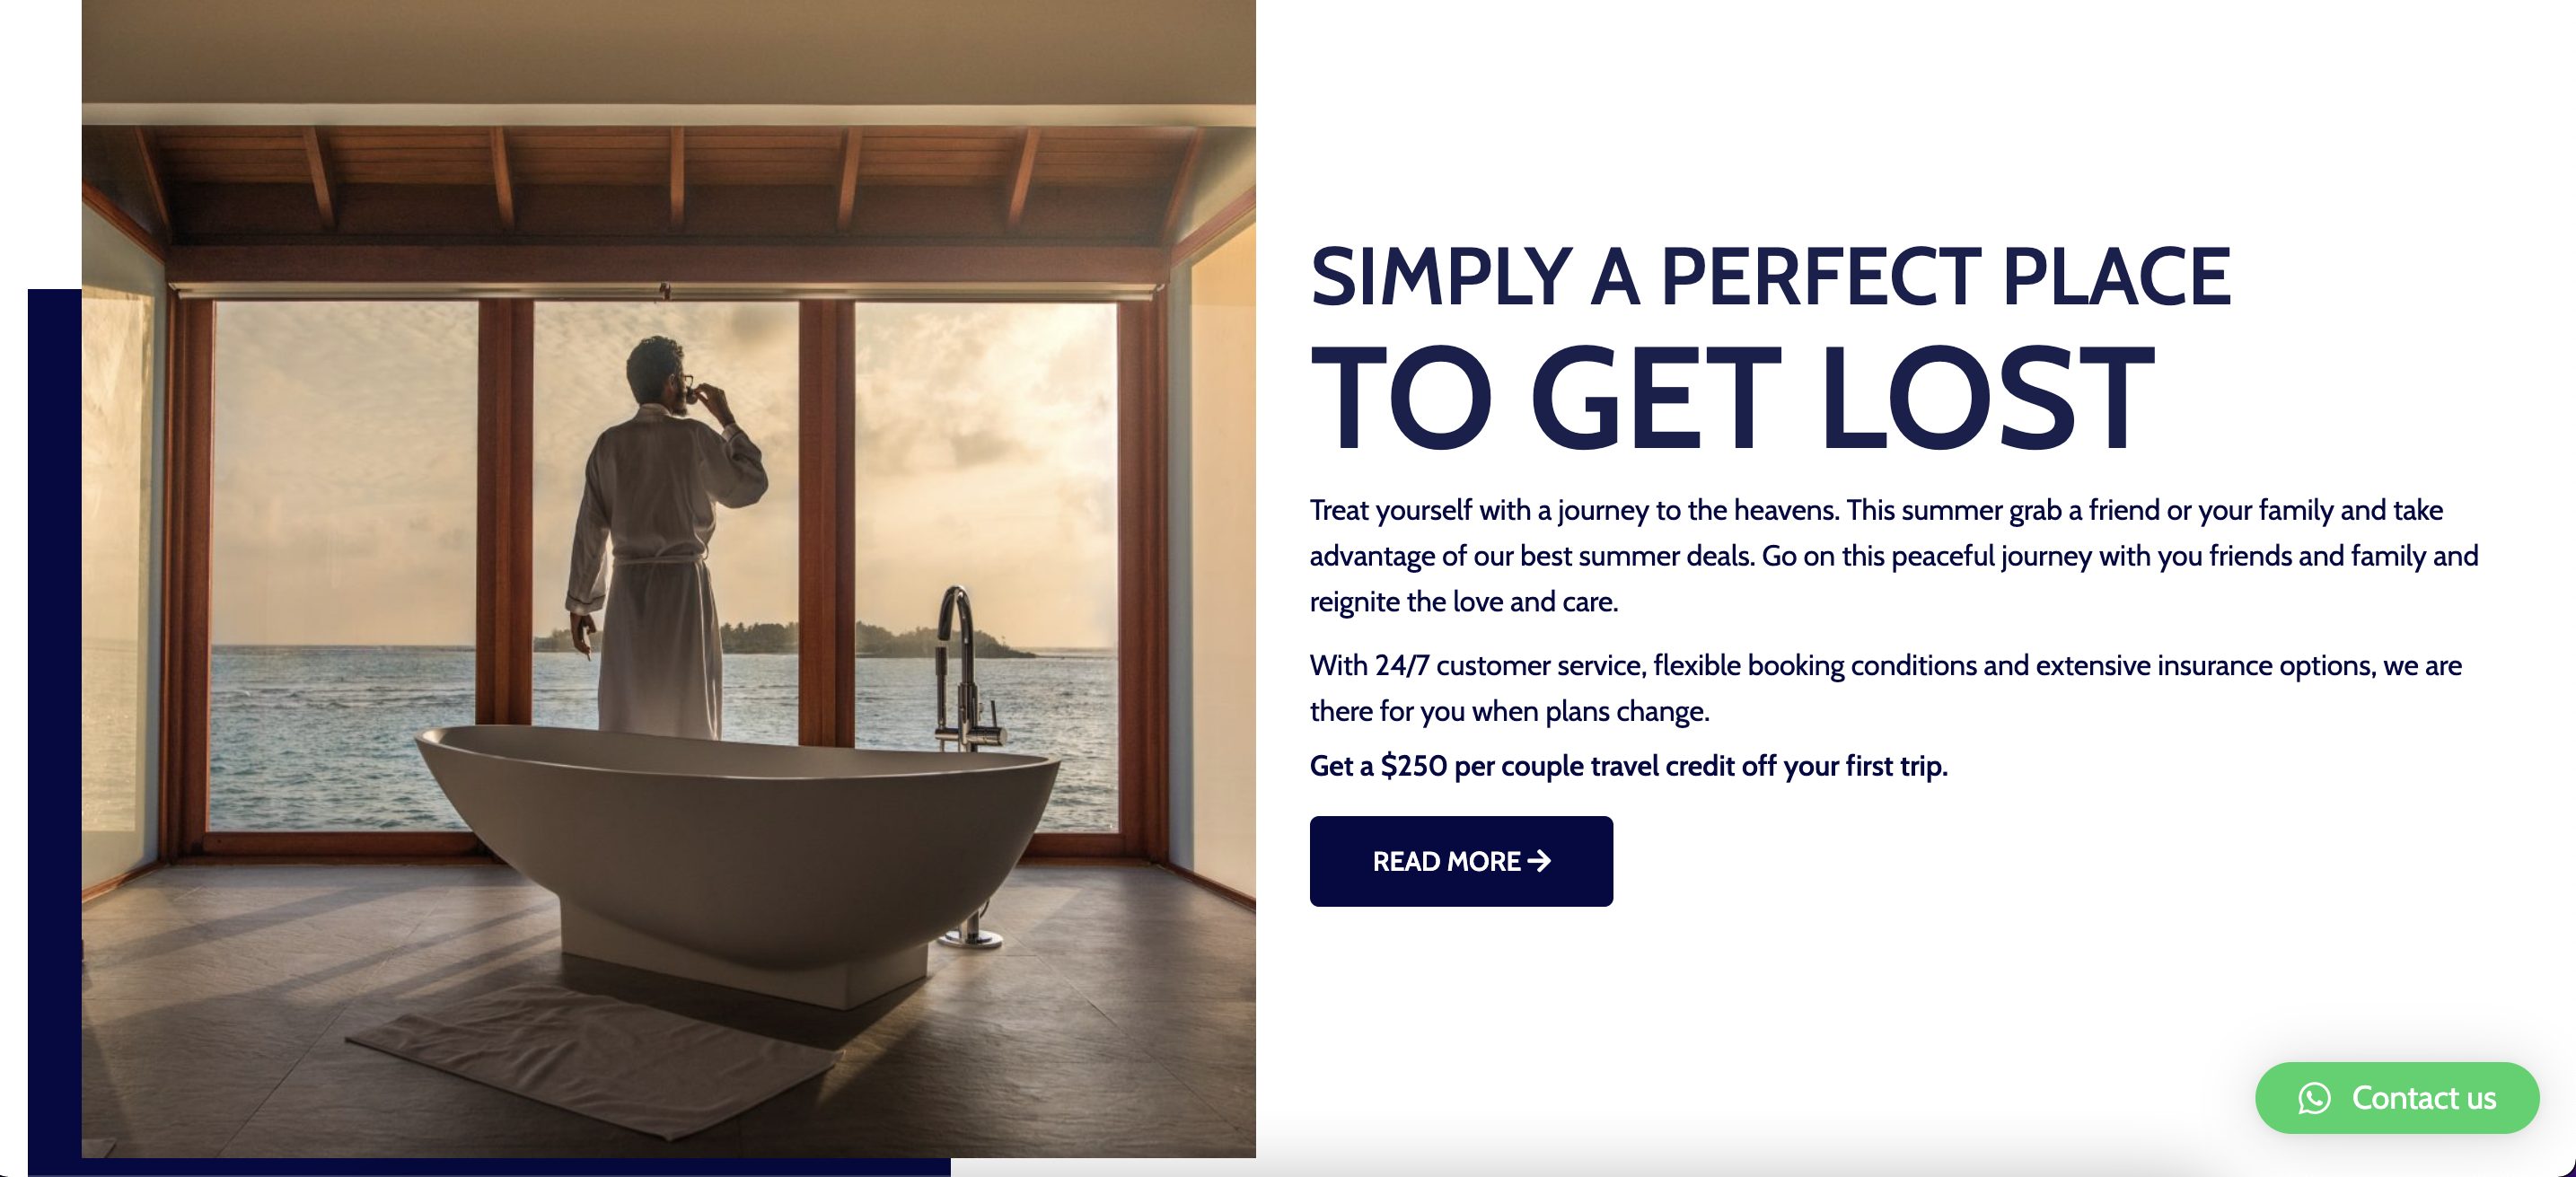 SIMPLY A PERFECT PLACE
TO GET LOST
Treat yourself with a journey to the heavens. This summer grab a friend or your family and take
advantage of our best summer deals. Go on this peaceful journey with you friends and family and
reignite the love and care.
With 24/7 customer service, flexible booking conditions and extensive insurance options, we are
there for you when plans change.
Get a $250 per couple travel credit off your first trip.
READ MORE →
Contact us